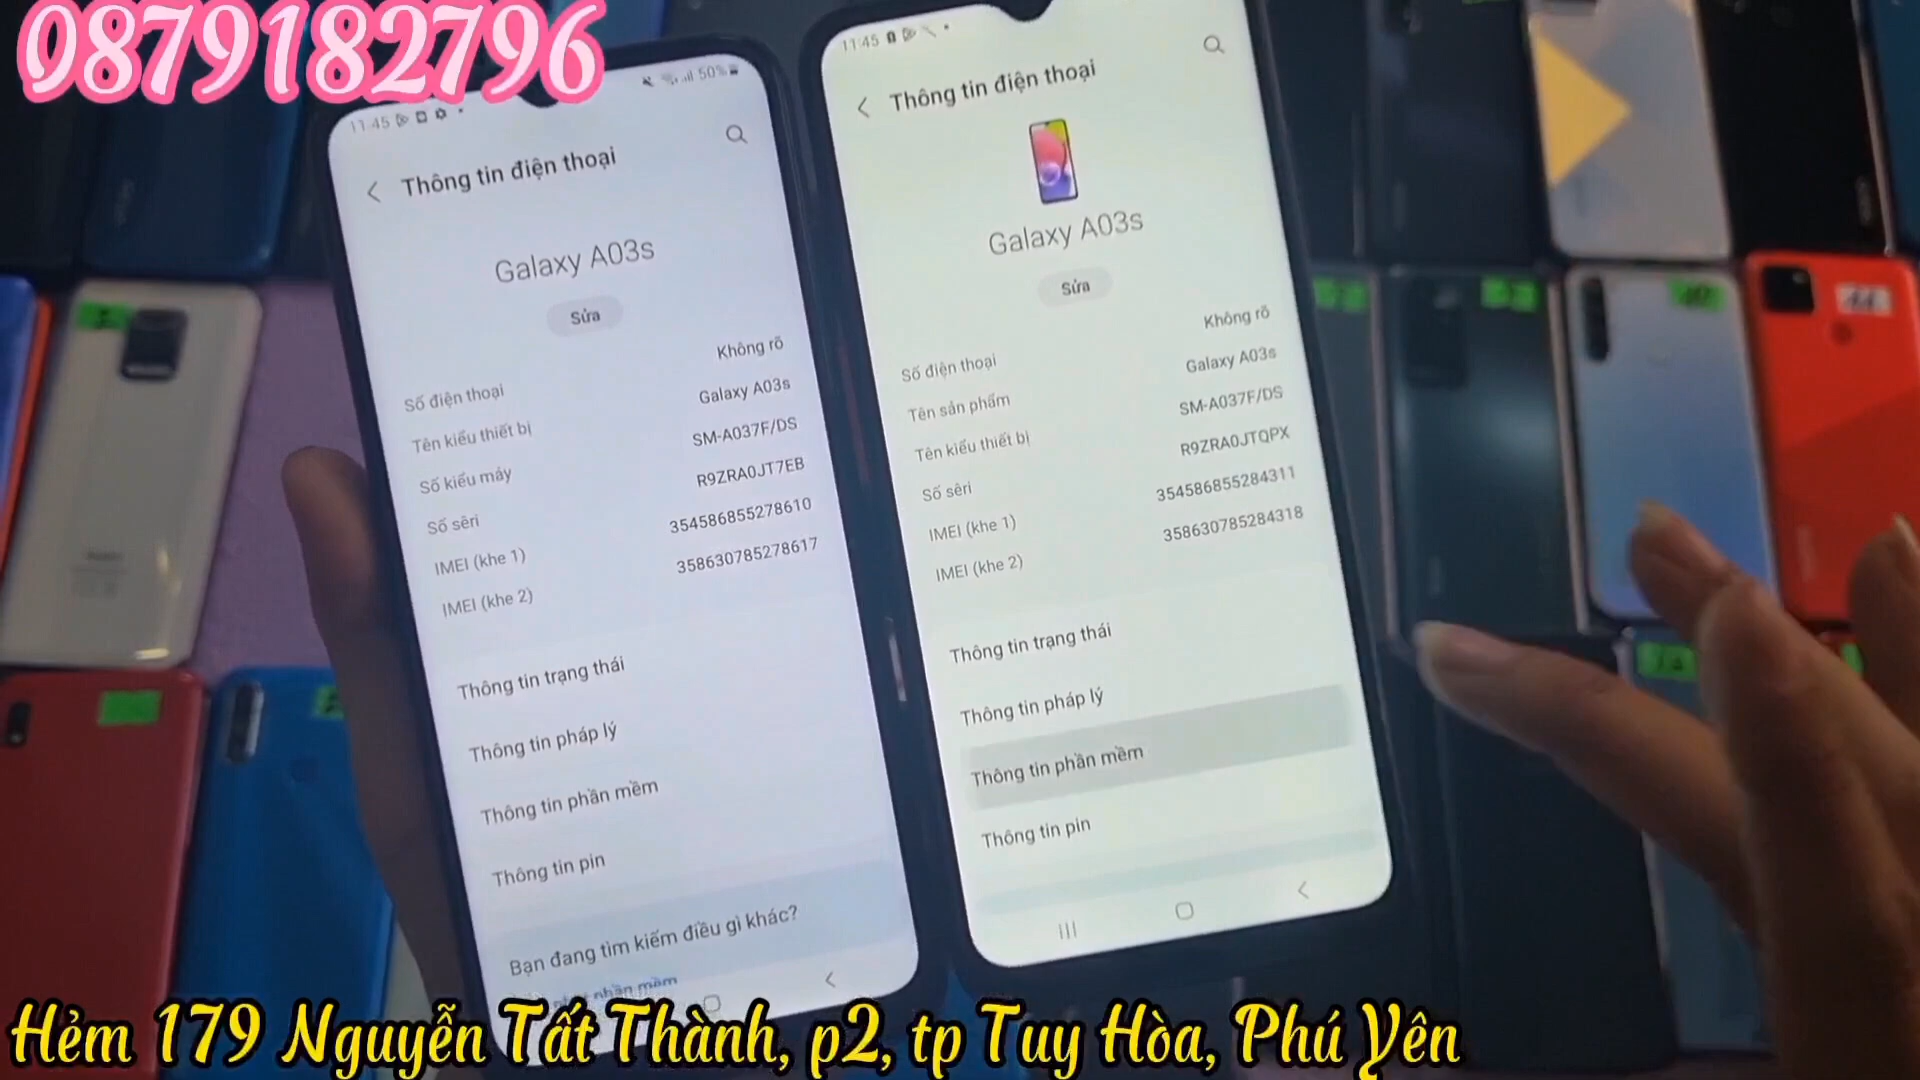 0879182796
11:45
50%
Thông tin điện thoại
Galaxy A03s
Sửa
Số điện thoại
Không rõ
Tên kiểu thiết bị
Galaxy A03s
Số kiểu máy
SM-A037F/DS
Số sêri
R9ZRA0JT7EB
IMEI (khe 1)
354586855278610
IMEI (khe 2)
358630785278617
Thông tin trạng thái
Thông tin pháp lý
Thông tin phần mềm
Thông tin pin
Bạn đang tìm kiếm điều gì khác?
phần mềm
11:45
Thông tin điện thoại
Galaxy A03s
Sửa
Số điện thoại
Không rõ
Tên sản phẩm
Galaxy A03s
Tên kiểu thiết bị
SM-A037F/DS
Số sêri
R9ZRA0JTQPX
IMEI (khe 1)
354586855284311
IMEI (khe 2)
358630785284318
Thông tin trạng thái
Thông tin pháp lý
Thông tin phần mềm
Thông tin pin
Hẻm 179 Nguyễn Tất Thành, p2, tp Tuy Hòa, Phú Yên